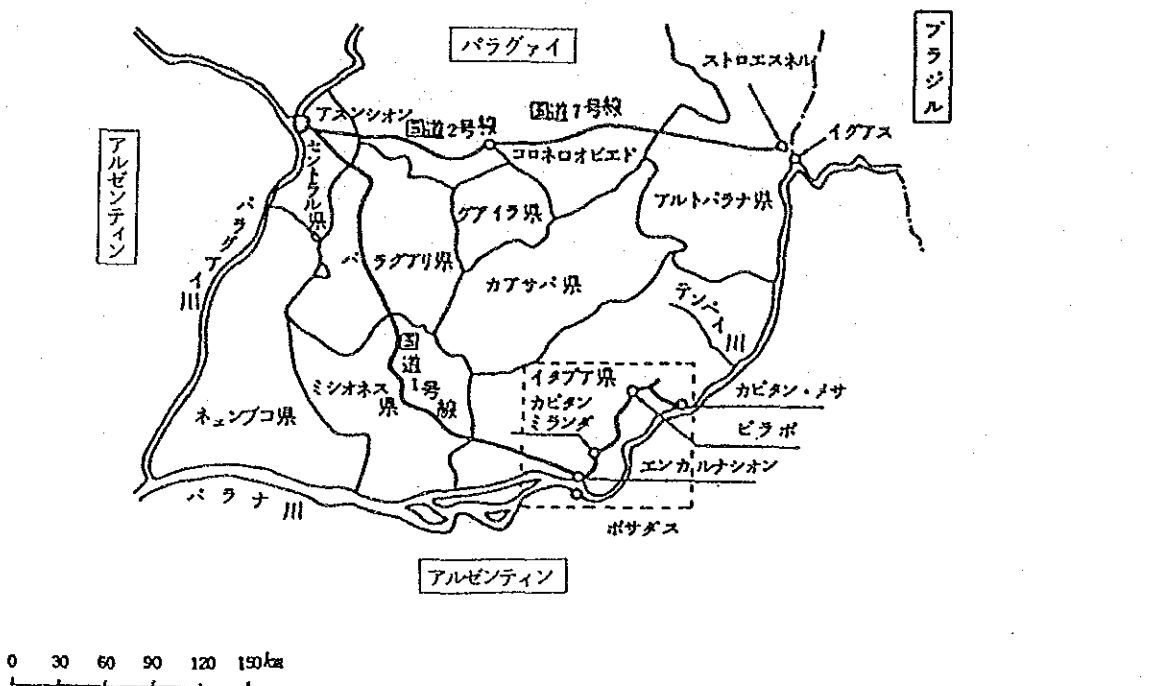 パラグァイ
ブラジル
ストロエスネル
アスンシオン
国道2号線
国道7号線
イグアス
コロネロオビエド
アルゼンティン
セントラル県
グアイラ県
アルトパラナ県
パラグアイ川
パラグアリ県
カアサパ県
テンペイ川
国道1号線
イタプア県
ミシオネス県
カピタン
ミランダ
カピタン・メサ
ネエンブコ県
ピラポ
エンカルナシオン
パラナ川
ポサダス
アルゼンティン
0 30 60 90 120 150km